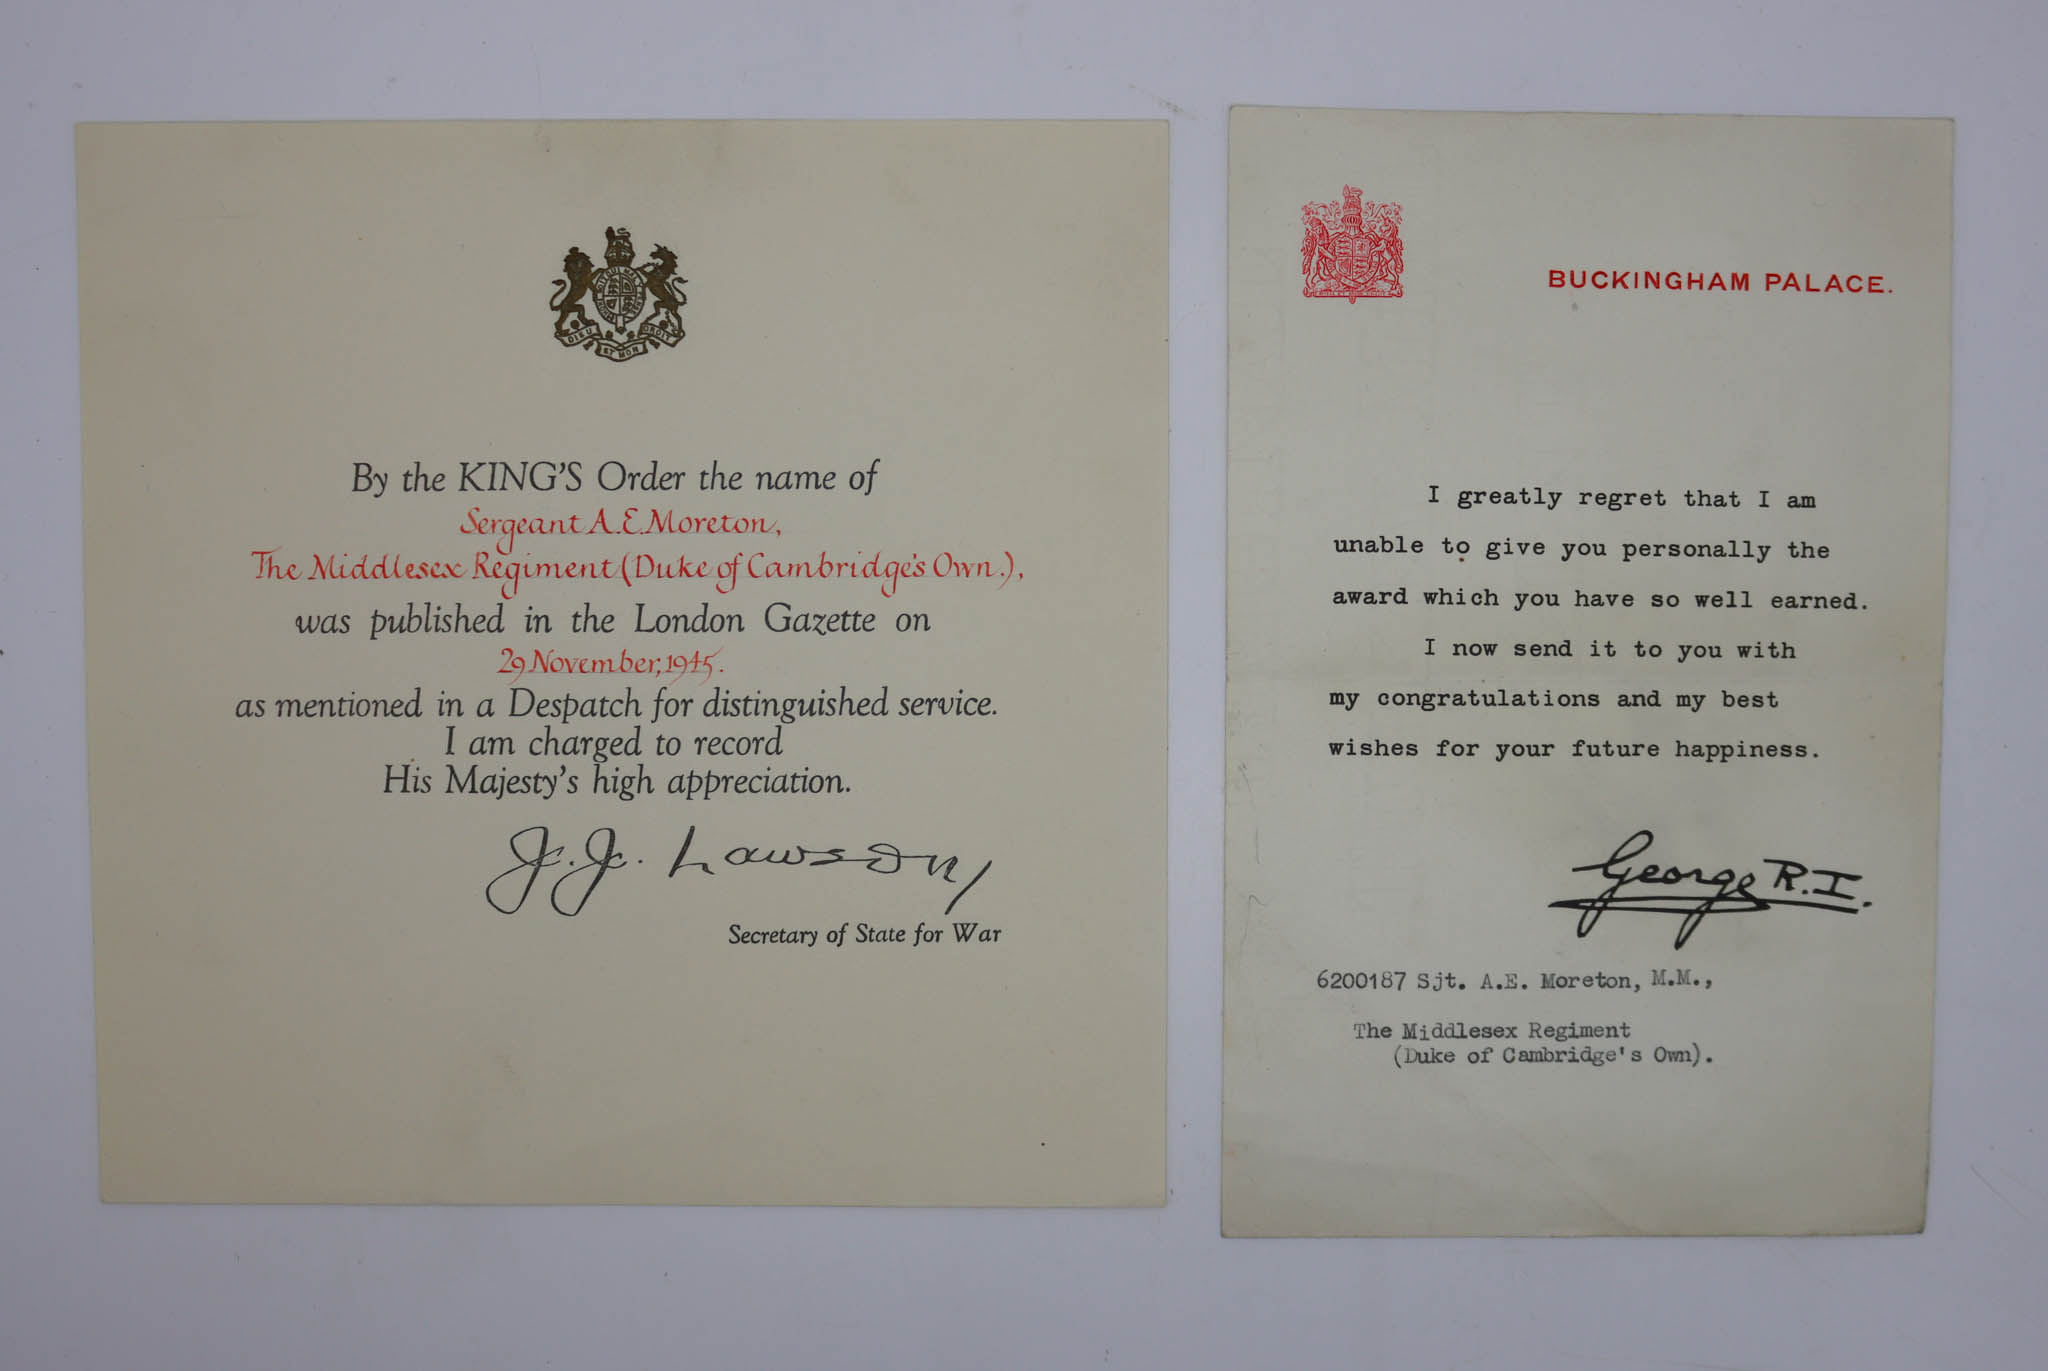 DIEU ET MON DROIT
By the KING'S Order the name of
Sergeant A.E. Moreton,
The Middlesex Regiment (Duke of Cambridge's Own.),
was published in the London Gazette on
29 November, 1945.
as mentioned in a Despatch for distinguished service.
I am charged to record
His Majesty's high appreciation.
J.J. Lawson
Secretary of State for War
BUCKINGHAM PALACE.
I greatly regret that I am
unable to give you personally the
award which you have so well earned.
I now send it to you with
my congratulations and my best
wishes for your future happiness.
George R.I.
6200187 Sjt. A.E. Moreton, M.M.,
The Middlesex Regiment
(Duke of Cambridge's Own).